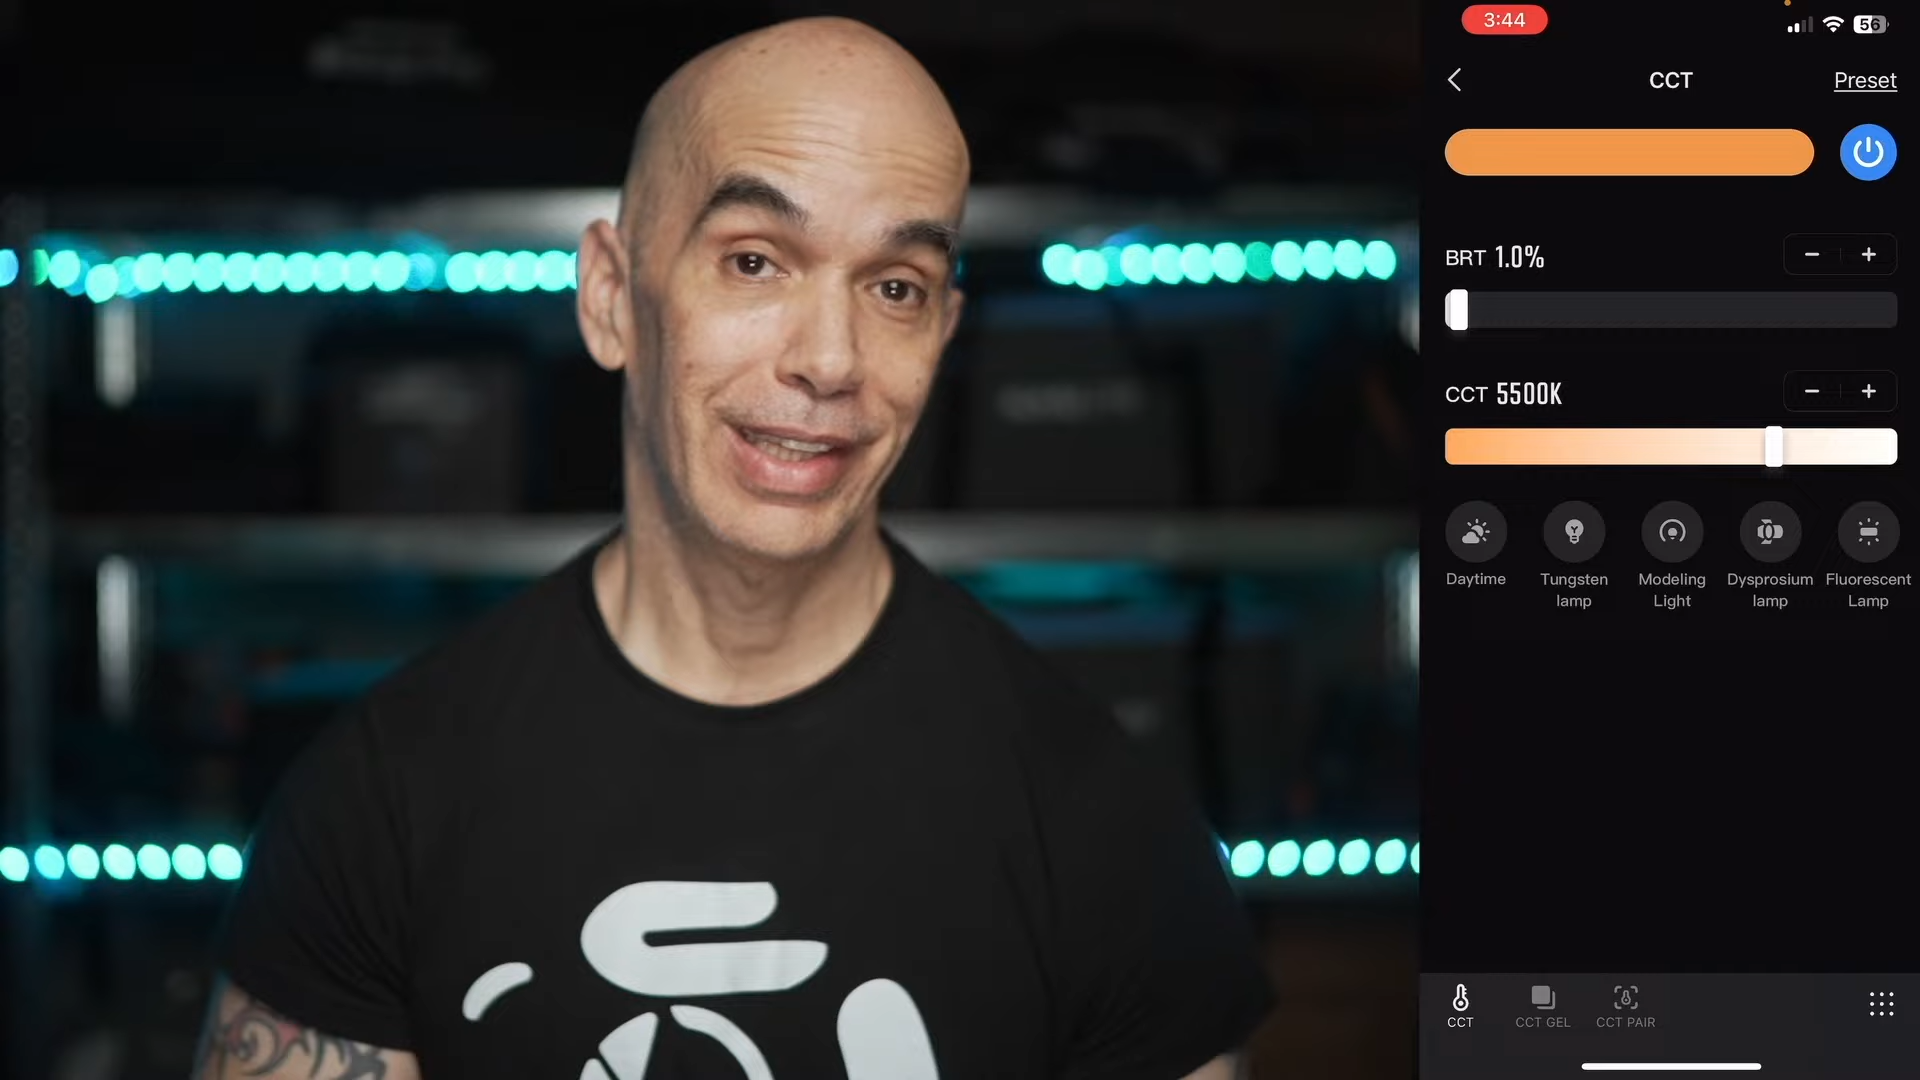 3:44
56
CCT
Preset
BRT 1.0%
CCT 5500K
Daytime
Tungsten
lamp
Modeling
Light
Dysprosium
lamp
Fluorescent
Lamp
CCT
CCT GEL
CCT PAIR